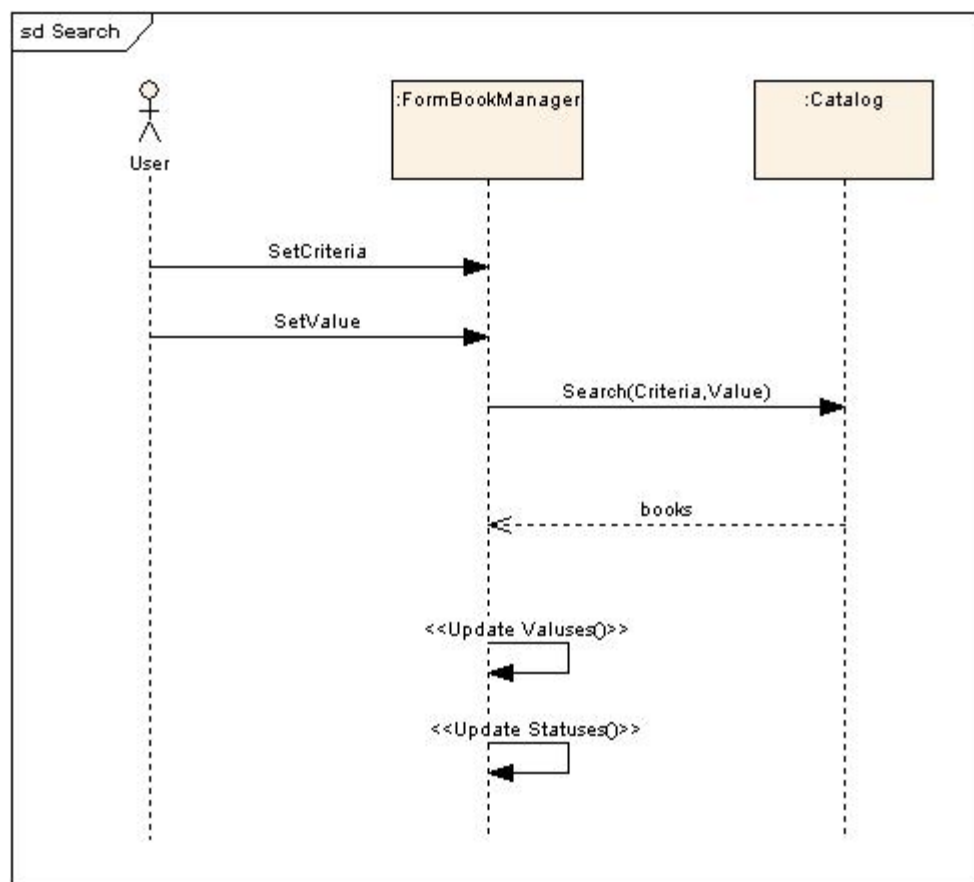 sd Search
User
:FormBookManager
:Catalog
SetCriteria
SetValue
Search(Criteria,Value)
books
<<Update Valuses()>>
<<Update Statuses()>>